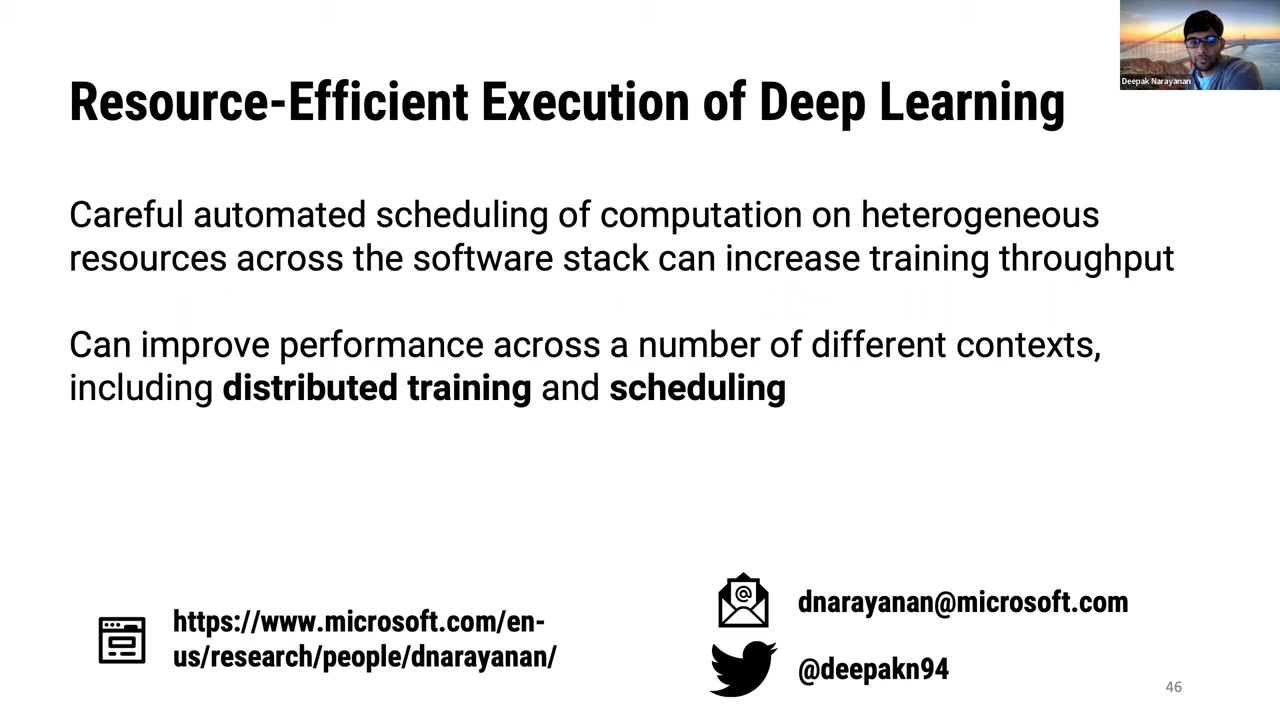 Deepak Narayanan
Resource-Efficient Execution of Deep Learning
Careful automated scheduling of computation on heterogeneous
resources across the software stack can increase training throughput
Can improve performance across a number of different contexts,
including distributed training and scheduling
https://www.microsoft.com/en-
us/research/people/dnarayanan/
@
dnarayanan@microsoft.com
@deepakn94
46